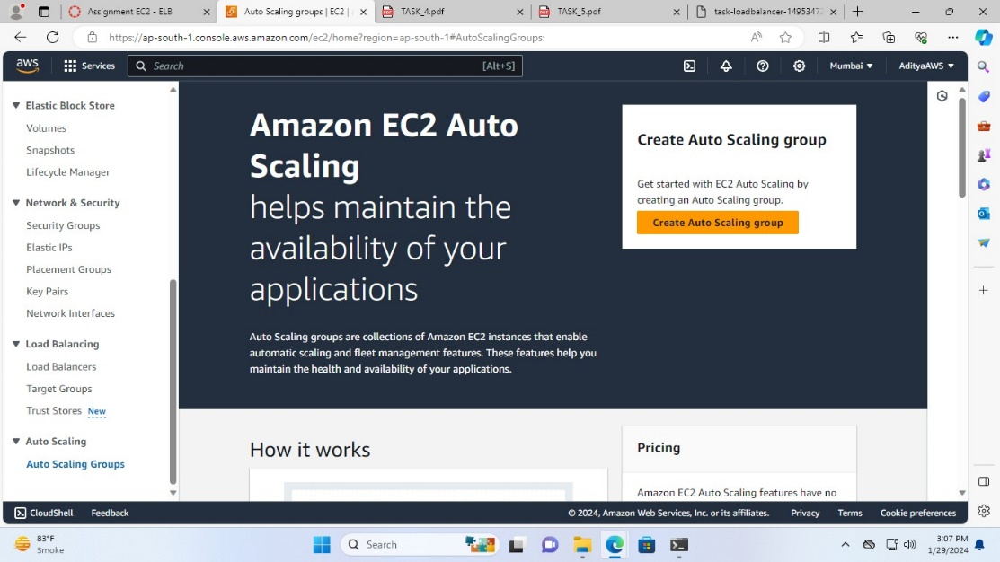 Assignment EC2 - ELB
Auto Scaling groups | EC2 |
TASK_4.pdf
TASK_5.pdf
task-loadbalancer-1495347
https://ap-south-1.console.aws.amazon.com/ec2/home?region=ap-south-1#AutoScalingGroups:
aws
Services
Search
[Alt+S]
Mumbai
AdityaAWS
Elastic Block Store
Volumes
Snapshots
Lifecycle Manager
Network & Security
Security Groups
Elastic IPs
Placement Groups
Key Pairs
Network Interfaces
Load Balancing
Load Balancers
Target Groups
Trust Stores New
Auto Scaling
Auto Scaling Groups
Amazon EC2 Auto
Scaling
helps maintain the
availability of your
applications
Auto Scaling groups are collections of Amazon EC2 instances that enable
automatic scaling and fleet management features. These features help you
maintain the health and availability of your applications.
Create Auto Scaling group
Get started with EC2 Auto Scaling by
creating an Auto Scaling group.
Create Auto Scaling group
How it works
Pricing
Amazon EC2 Auto Scaling features have no
CloudShell
Feedback
© 2024, Amazon Web Services, Inc. or its affiliates.
Privacy
Terms
Cookie preferences
83°F
Smoke
Search
3:07 PM
1/29/2024